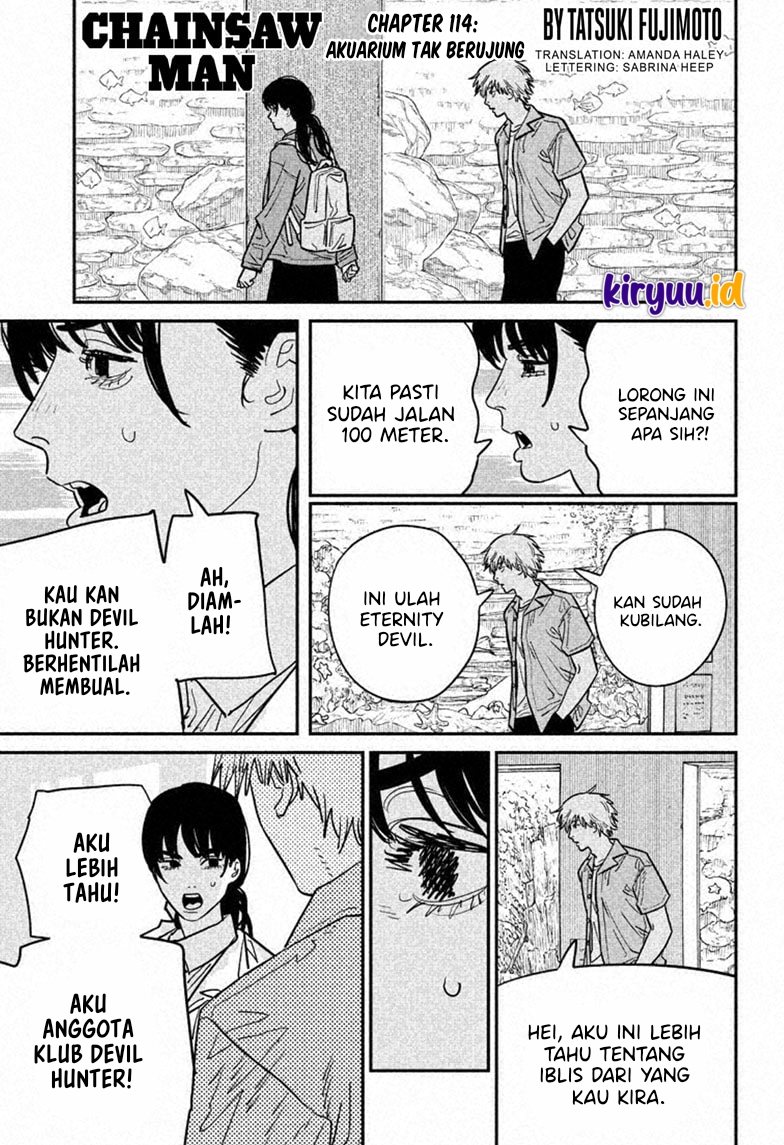 CHAINSAW
MAN
CHAPTER 114:
AKUARIUM TAK BERUJUNG
BY TATSUKI FUJIMOTO
TRANSLATION: AMANDA HALEY
LETTERING: SABRINA HEEP
kiryuu.id
LORONG INI
SEPANJANG
APA SIH?!
KITA PASTI
SUDAH JALAN
100 METER.
KAN SUDAH
KUBILANG.
INI ULAH
ETERNITY
DEVIL.
AH,
DIAM-
LAH!
KAU KAN
BUKAN DEVIL
HUNTER.
BERHENTILAH
MEMBUAL.
HEI, AKU INI LEBIH
TAHU TENTANG
IBLIS DARI YANG
KAU KIRA.
AKU
LEBIH
TAHU!
AKU
ANGGOTA
KLUB DEVIL
HUNTER!